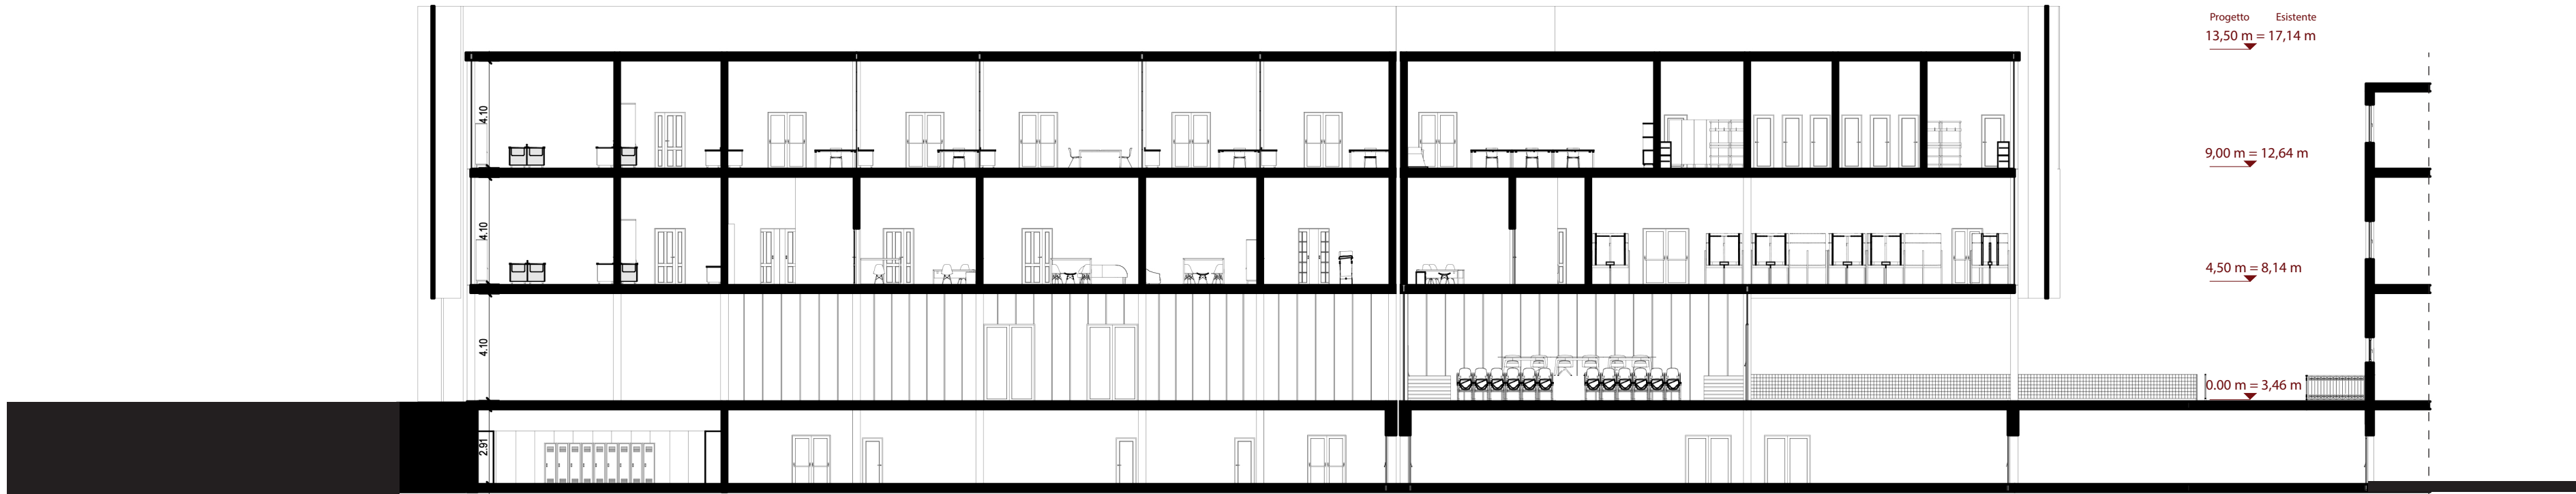 Progetto Esistente
13,50 m = 17,14 m
4.10
9,00 m = 12,64 m
4.10
4,50 m = 8,14 m
4.10
0.00 m = 3,46 m
2.91